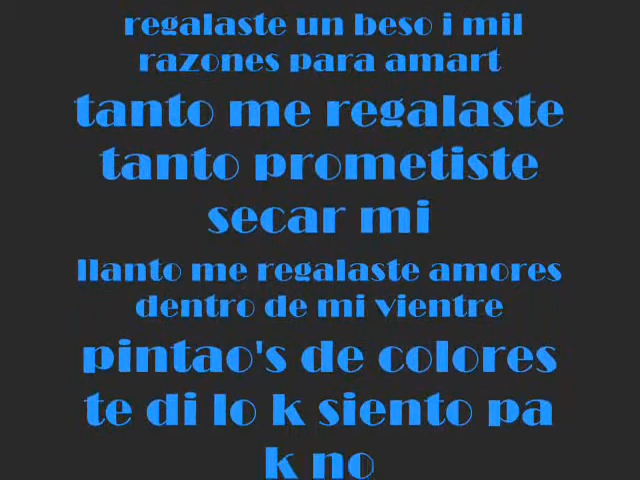 regalaste un beso i mil
razones para amart
tanto me regalaste
tanto prometiste
secar mi
llanto me regalaste amores
dentro de mi vientre
pintao's de colores
te di lo k siento pa
k no